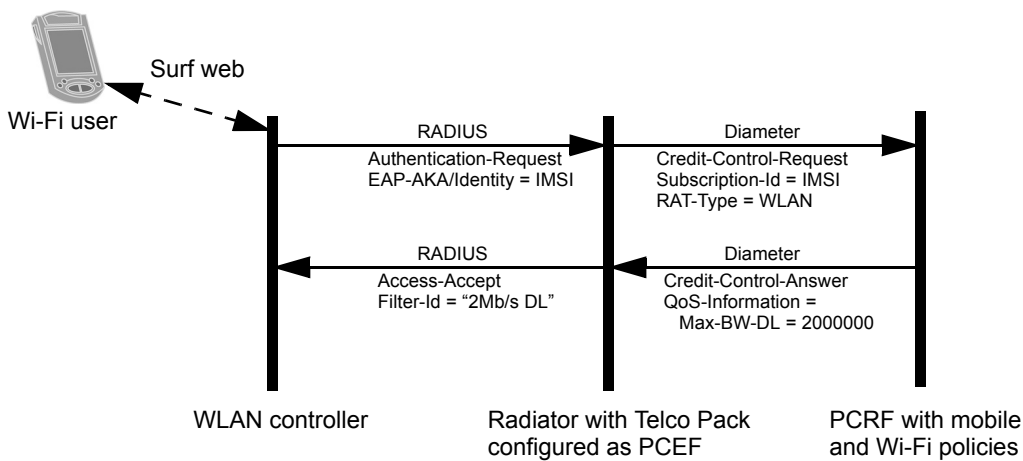 Surf web
Wi-Fi user
RADIUS
Authentication-Request
EAP-AKA/Identity = IMSI
Diameter
Credit-Control-Request
Subscription-Id = IMSI
RAT-Type = WLAN
RADIUS
Access-Accept
Filter-Id = “2Mb/s DL”
Diameter
Credit-Control-Answer
QoS-Information =
Max-BW-DL = 2000000
WLAN controller
Radiator with Telco Pack
configured as PCEF
PCRF with mobile
and Wi-Fi policies